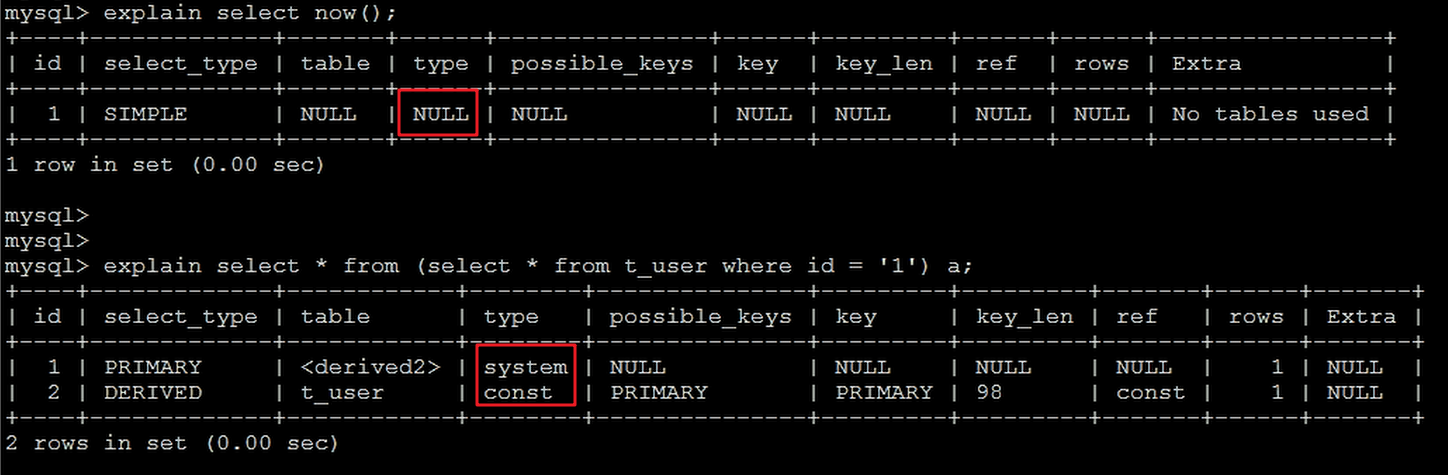 mysql> explain select now();
+----+-------------+-------+------+---------------+------+---------+------+------+----------------+
| id | select_type | table | type | possible_keys | key | key_len | ref | rows | Extra |
+----+-------------+-------+------+---------------+------+---------+------+------+----------------+
| 1 | SIMPLE | NULL | NULL | NULL | NULL | NULL | NULL | NULL | No tables used |
+----+-------------+-------+------+---------------+------+---------+------+------+----------------+
1 row in set (0.00 sec)
mysql>
mysql>
mysql> explain select * from (select * from t_user where id = '1') a;
+----+-------------+------------+--------+---------------+---------+---------+-------+------+-------+
| id | select_type | table | type | possible_keys | key | key_len | ref | rows | Extra |
+----+-------------+------------+--------+---------------+---------+---------+-------+------+-------+
| 1 | PRIMARY | <derived2> | system | NULL | NULL | NULL | NULL | 1 | NULL |
| 2 | DERIVED | t_user | const | PRIMARY | PRIMARY | 98 | const | 1 | NULL |
+----+-------------+------------+--------+---------------+---------+---------+-------+------+-------+
2 rows in set (0.00 sec)